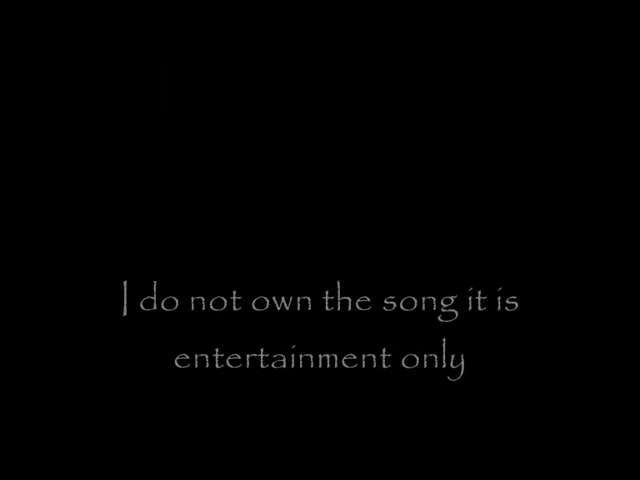 I do not own the song it is
entertainment only